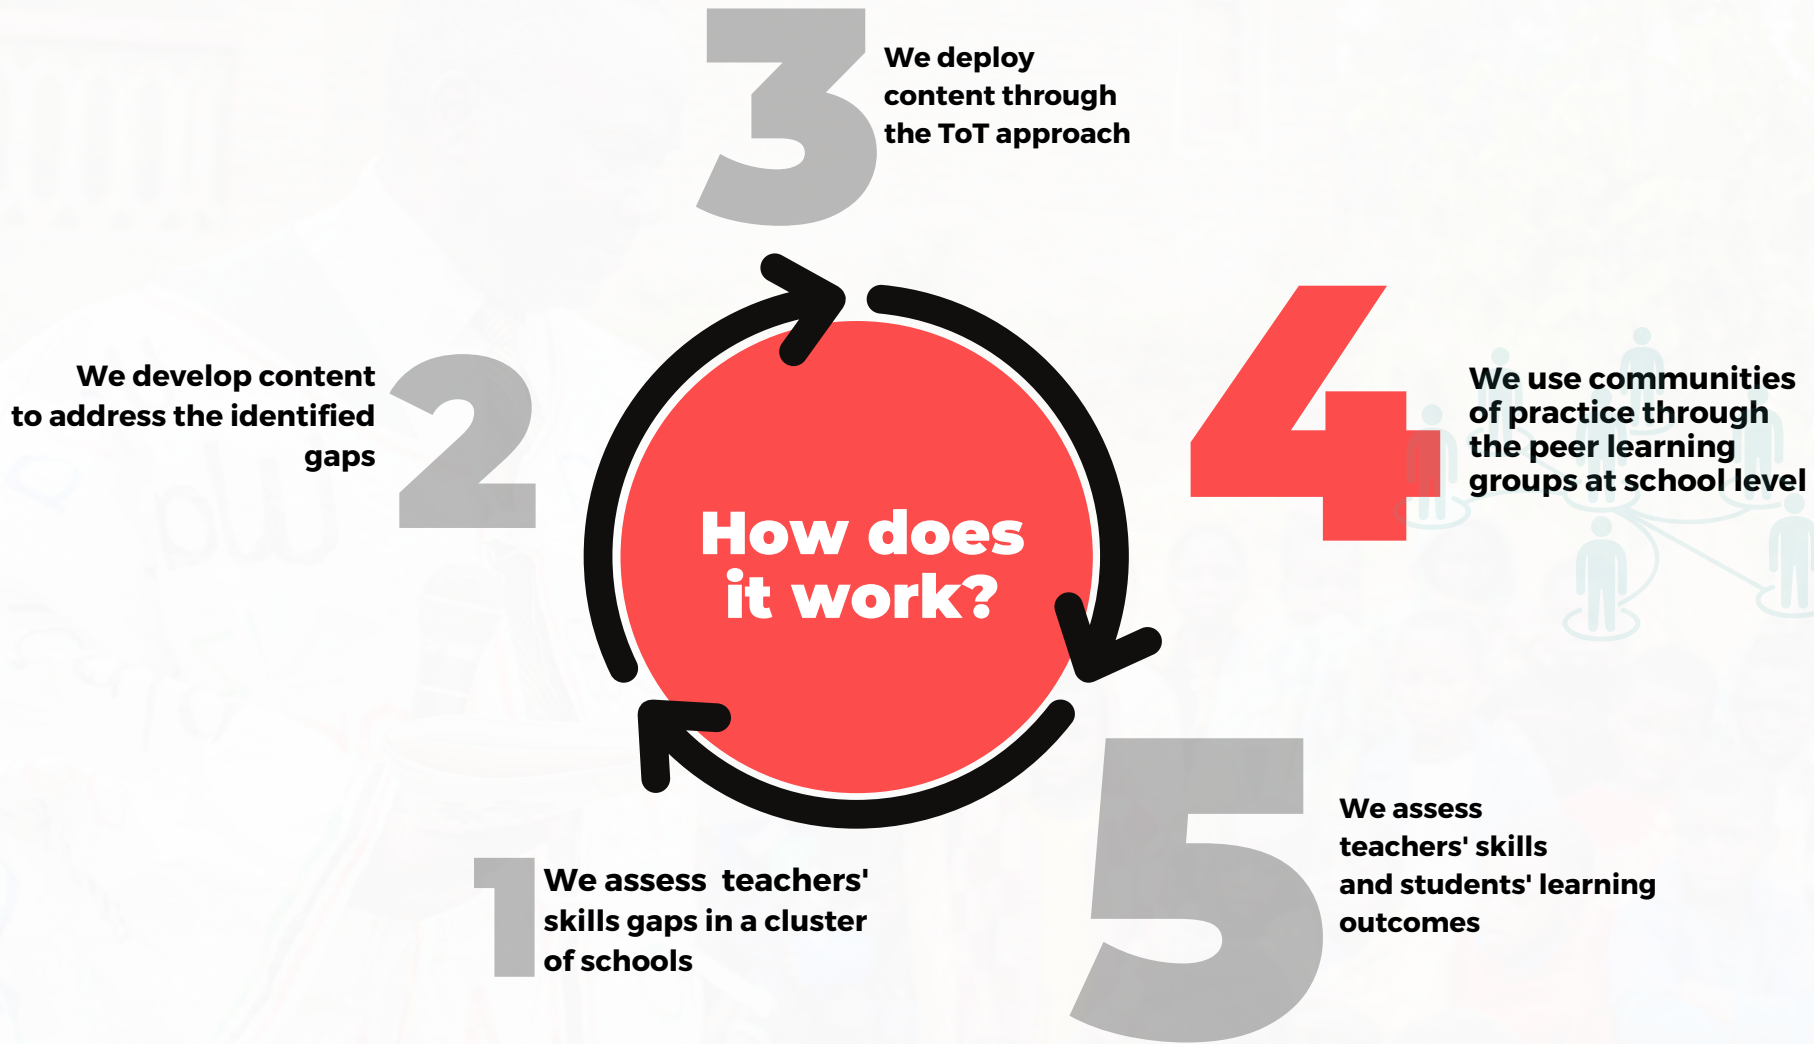 How does
it work?
1
We assess  teachers'
skills gaps in a cluster
of schools
2
We develop content
to address the identified
gaps
3
We deploy
content through
the ToT approach
4
We use communities
of practice through
the peer learning
groups at school level
5
We assess
teachers' skills
and students' learning
outcomes